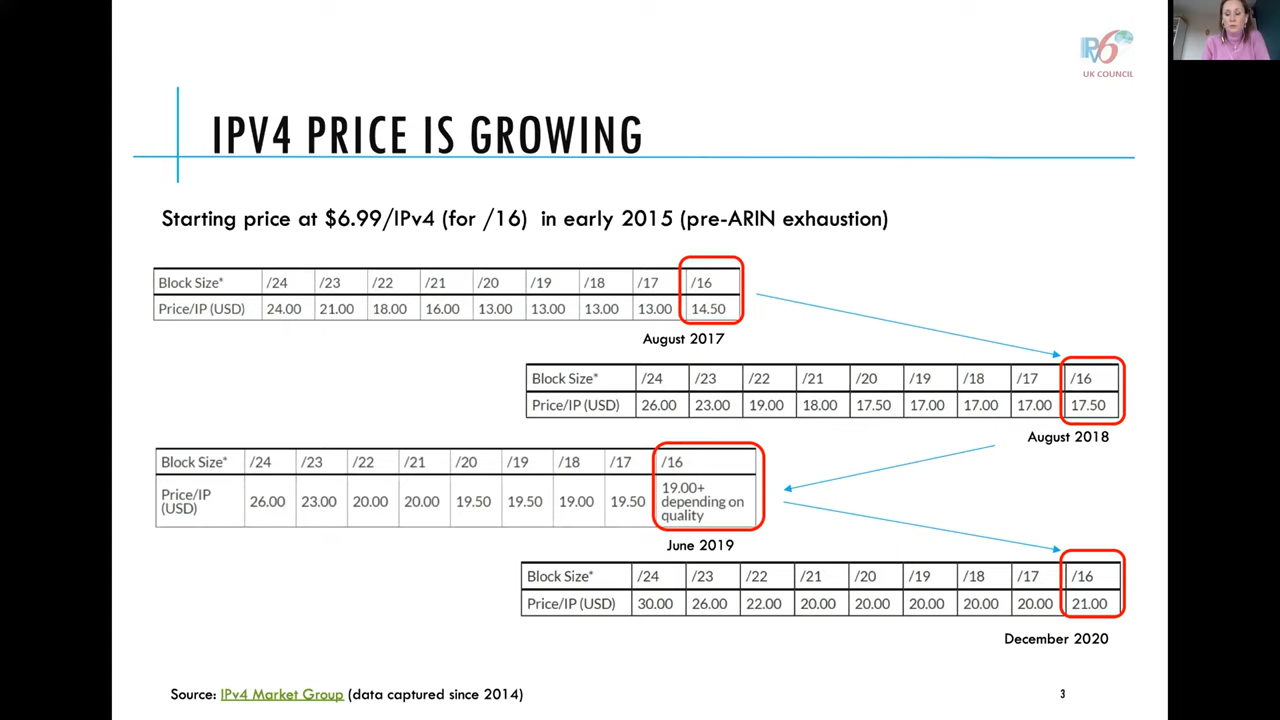 IPV6
UK COUNCIL
IPV4 PRICE IS GROWING
Starting price at $6.99/IPv4 (for /16) in early 2015 (pre-ARIN exhaustion)
Block Size* /24 /23 /22 /21 /20 /19 /18 /17 /16
Price/IP (USD) 24.00 21.00 18.00 16.00 13.00 13.00 13.00 13.00 14.50
August 2017
Block Size* /24 /23 /22 /21 /20 /19 /18 /17 /16
Price/IP (USD) 26.00 23.00 19.00 18.00 17.50 17.00 17.00 17.00 17.50
August 2018
Block Size* /24 /23 /22 /21 /20 /19 /18 /17 /16
Price/IP (USD) 26.00 23.00 20.00 20.00 19.50 19.50 19.00 19.50 19.00+ depending on quality
June 2019
Block Size* /24 /23 /22 /21 /20 /19 /18 /17 /16
Price/IP (USD) 30.00 26.00 22.00 20.00 20.00 20.00 20.00 20.00 21.00
December 2020
Source: IPv4 Market Group (data captured since 2014)
3